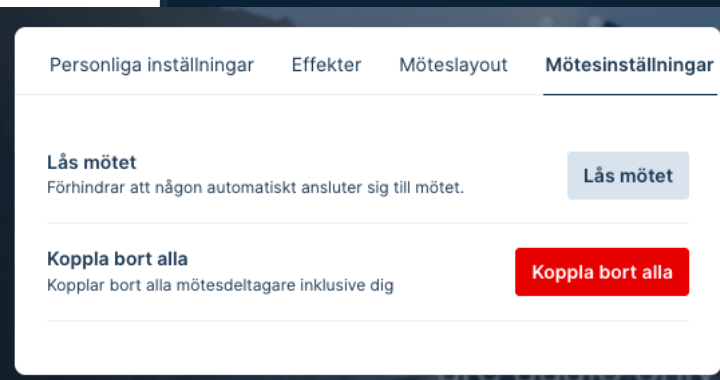 Personliga inställningar Effekter Möteslayout Mötesinställningar
Lås mötet
Förhindrar att någon automatiskt ansluter sig till mötet.
Lås mötet
Koppla bort alla
Kopplar bort alla mötesdeltagare inklusive dig
Koppla bort alla